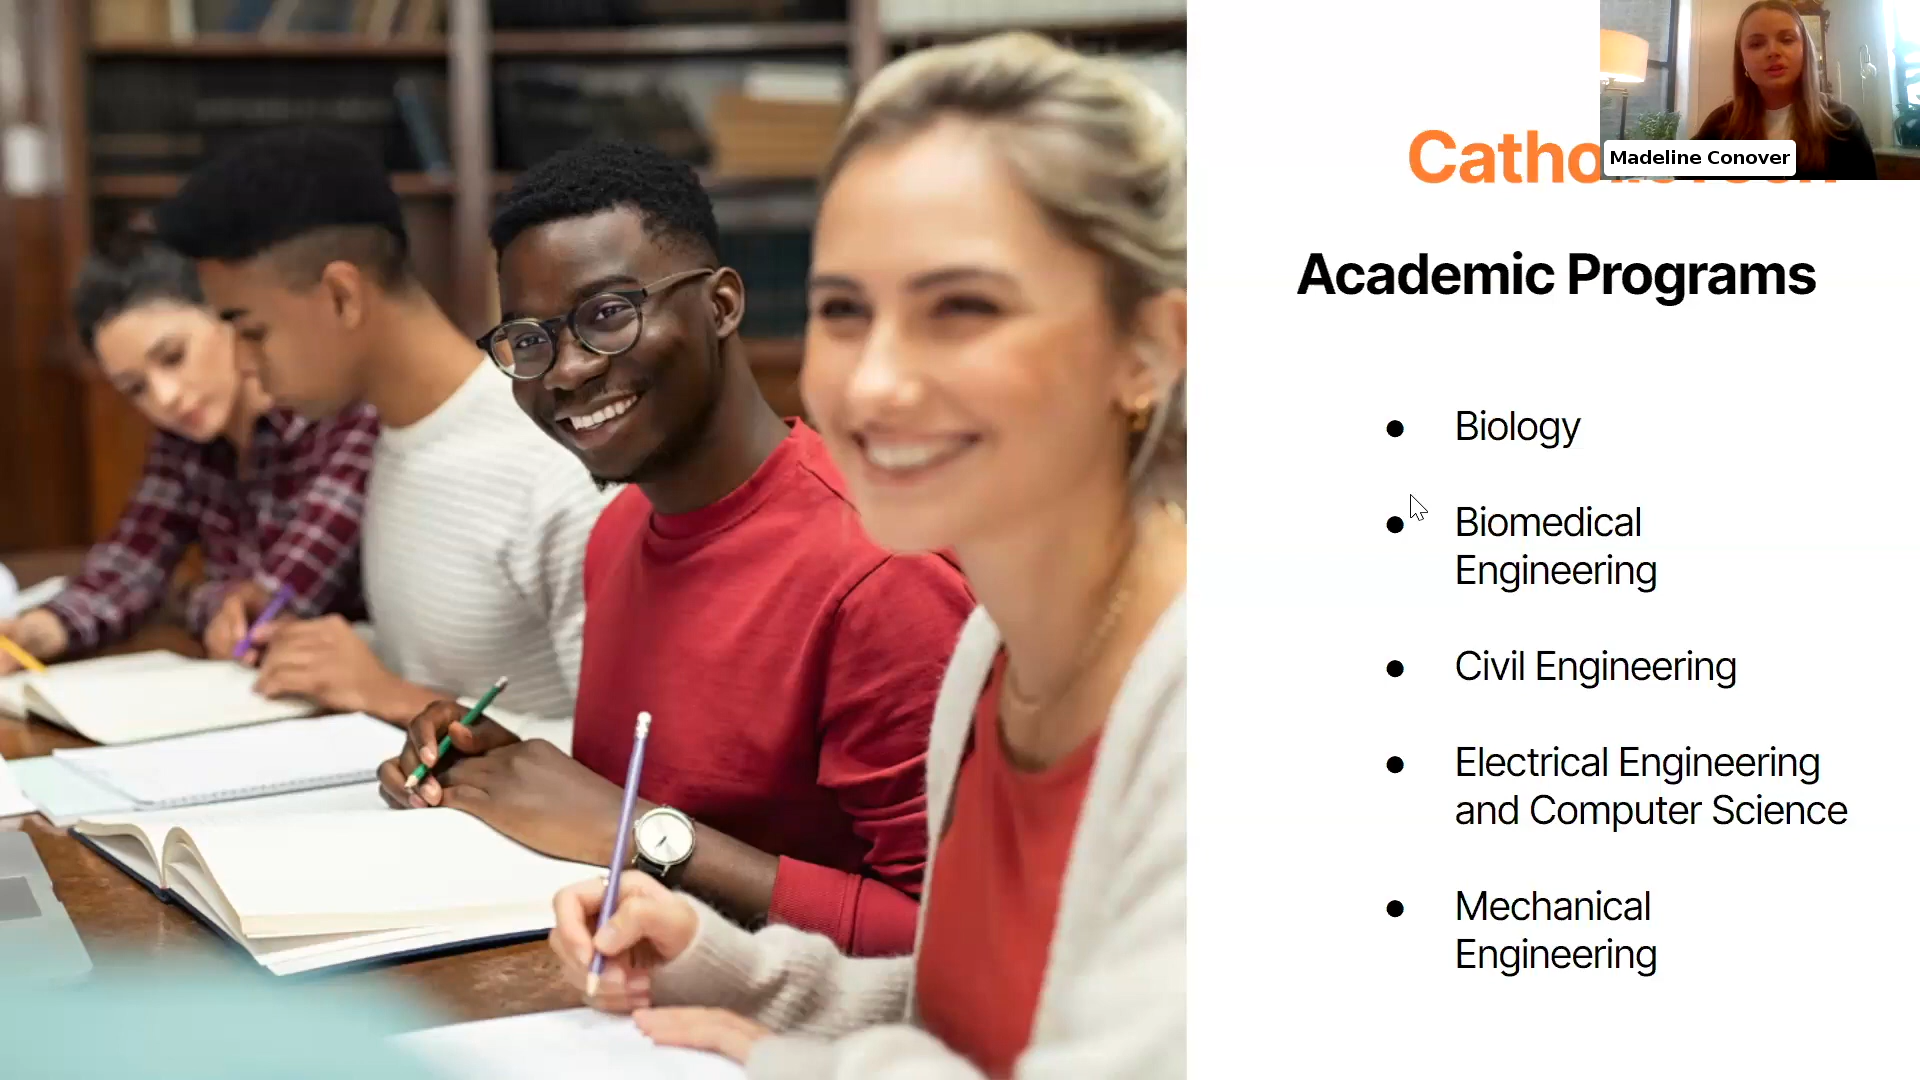 Catho
Madeline Conover
Academic Programs
● Biology
● Biomedical
Engineering
● Civil Engineering
● Electrical Engineering
and Computer Science
● Mechanical
Engineering